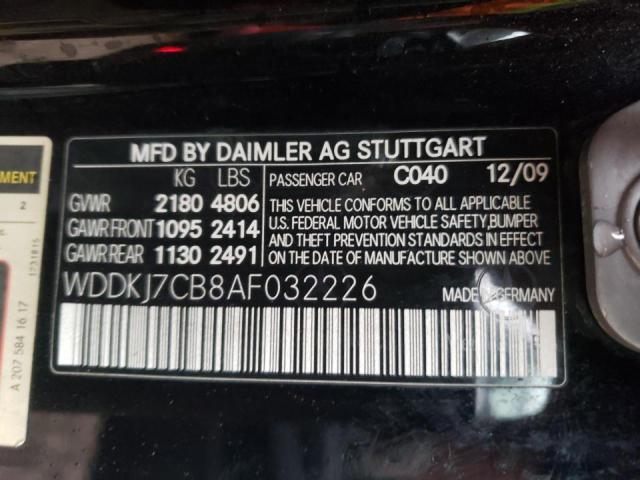 MFD BY DAIMLER AG STUTTGART
KG LBS
GVWR 2180 4806
GAWR FRONT 1095 2414
GAWR REAR 1130 2491
PASSENGER CAR C040 12/09
THIS VEHICLE CONFORMS TO ALL APPLICABLE
U.S. FEDERAL MOTOR VEHICLE SAFETY, BUMPER
AND THEFT PREVENTION STANDARDS IN EFFECT
ON DATE OF MANUFACTURE SHOWN ABOVE
WDDKJ7CB8AF032226
MADE IN GERMANY
MENT
2
1731815
A 207 584 16 17